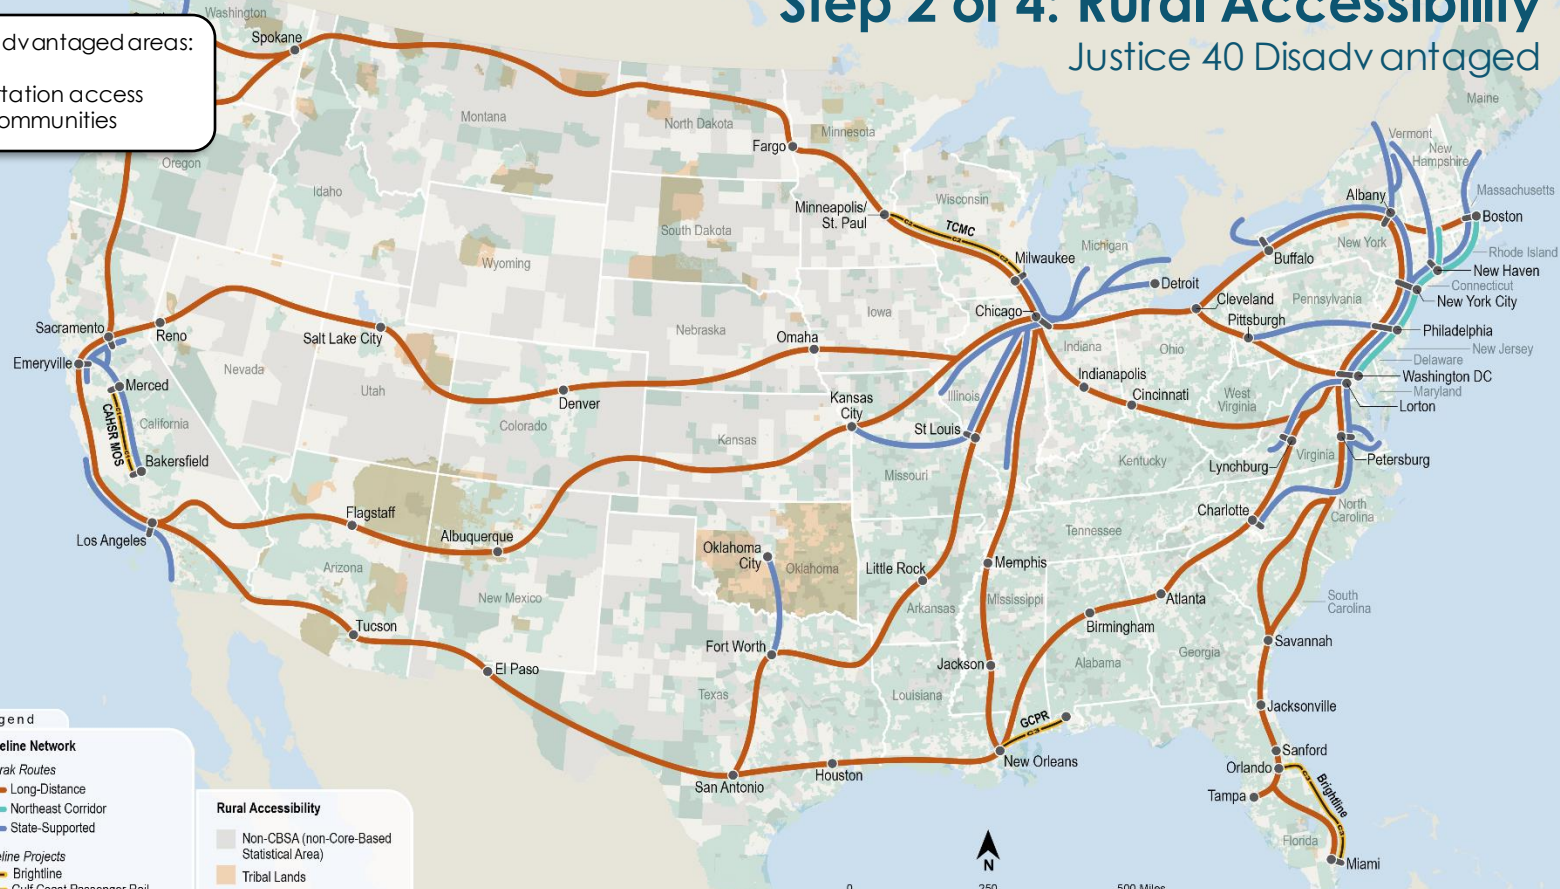 Step 2 of 4: Rural Accessibility
Justice 40 Disadvantaged
dvantaged areas:
tation access
ommunities
Washington
Spokane
Montana
North Dakota
Minnesota
Fargo
Oregon
Idaho
Minneapolis/
St. Paul
Wisconsin
TCMC
South Dakota
Wyoming
Milwaukee
Michigan
Detroit
Maine
Vermont
New
Hampshire
Massachusetts
Albany
Boston
New York
Buffalo
Rhode Island
New Haven
Connecticut
New York City
Cleveland
Pennsylvania
Pittsburgh
Philadelphia
New Jersey
Delaware
Washington DC
Maryland
Lorton
Chicago
Iowa
Sacramento
Reno
Salt Lake City
Nebraska
Omaha
Emeryville
Nevada
Utah
Denver
Colorado
Merced
CAHSR MOS
C1
California
Bakersfield
Kansas
City
Kansas
Illinois
St Louis
Missouri
Indiana
Ohio
Indianapolis
Cincinnati
West
Virginia
Kentucky
Lynchburg
Virginia
Petersburg
North
Carolina
Charlotte
Tennessee
Los Angeles
Flagstaff
Albuquerque
Arizona
New Mexico
Oklahoma
City
Oklahoma
Little Rock
Arkansas
Memphis
Mississippi
Atlanta
Birmingham
South
Carolina
Tucson
El Paso
Fort Worth
Texas
Jackson
Louisiana
Alabama
Georgia
Savannah
Jacksonville
GCPR
C3
New Orleans
San Antonio
Houston
Sanford
Orlando
Tampa
Brightline
Florida
Miami
gend
eline Network
rak Routes
Long-Distance
Northeast Corridor
State-Supported
eline Projects
Brightline
Gulf Coast Passenger Rail
Rural Accessibility
Non-CBSA (non-Core-Based
Statistical Area)
Tribal Lands
N
0 250 500 Miles